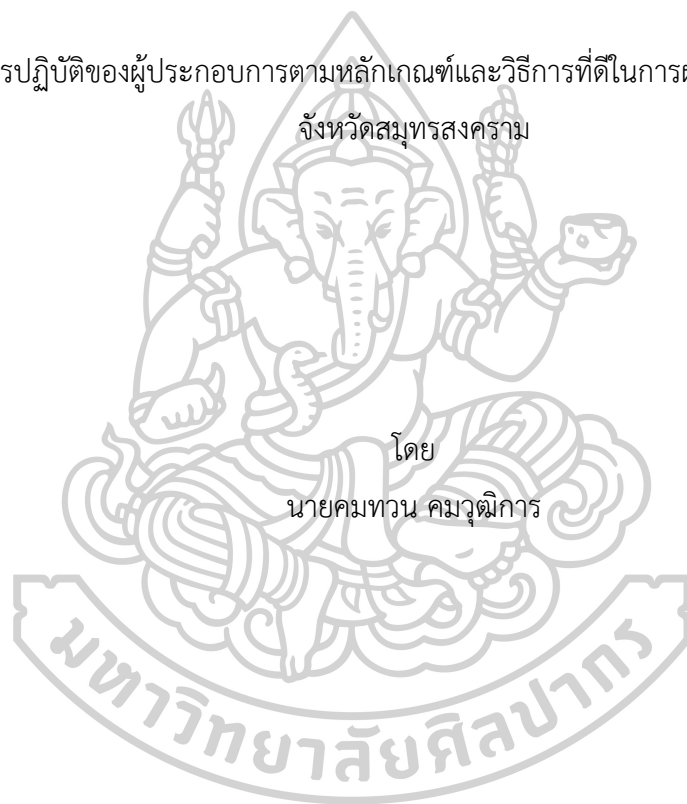 รปฏิบัติของผู้ประกอบการตามหลักเกณฑ์และวิธีการที่ดีในการผ
จังหวัดสมุทรสงคราม
โดย
นายคมทวน คมวุฒิการ
มหาวิทยาลัยศิลปากร